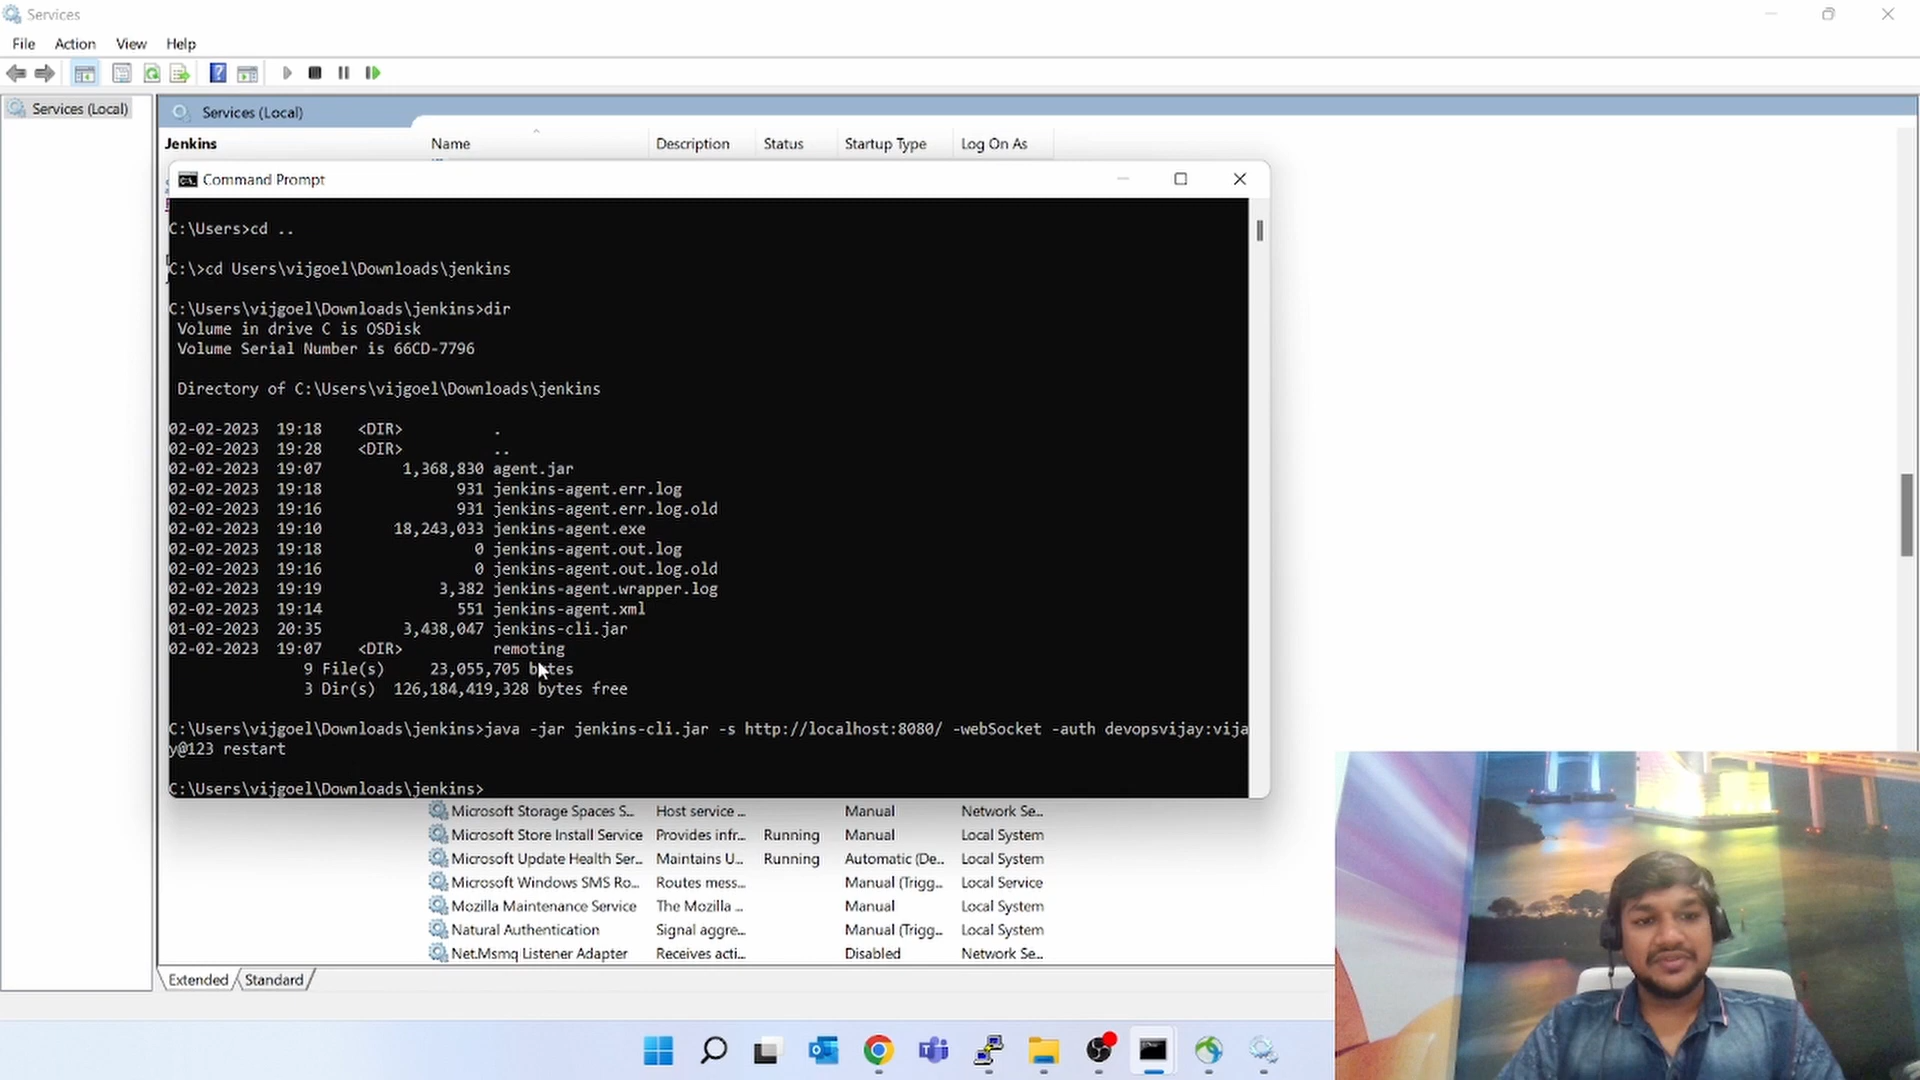 Services
File Action View Help
Services (Local)
Services (Local)
Jenkins
Name Description Status Startup Type Log On As
Command Prompt
C:\Users>cd ..
C:\>cd Users\vijgoel\Downloads\jenkins
C:\Users\vijgoel\Downloads\jenkins>dir
Volume in drive C is OSDisk
Volume Serial Number is 66CD-7796
Directory of C:\Users\vijgoel\Downloads\jenkins
02-02-2023 19:18 <DIR> .
02-02-2023 19:28 <DIR> ..
02-02-2023 19:07 1,368,830 agent.jar
02-02-2023 19:18 931 jenkins-agent.err.log
02-02-2023 19:16 931 jenkins-agent.err.log.old
02-02-2023 19:10 18,243,033 jenkins-agent.exe
02-02-2023 19:18 0 jenkins-agent.out.log
02-02-2023 19:16 0 jenkins-agent.out.log.old
02-02-2023 19:19 3,382 jenkins-agent.wrapper.log
02-02-2023 19:14 551 jenkins-agent.xml
01-02-2023 20:35 3,438,047 jenkins-cli.jar
02-02-2023 19:07 <DIR> remoting
9 File(s) 23,055,705 bytes
3 Dir(s) 126,184,419,328 bytes free
C:\Users\vijgoel\Downloads\jenkins>java -jar jenkins-cli.jar -s http://localhost:8080/ -webSocket -auth devopsvijay:vija
y@123 restart
C:\Users\vijgoel\Downloads\jenkins>
Microsoft Storage Spaces S... Host service ... Manual Network Se...
Microsoft Store Install Service Provides infr... Running Manual Local System
Microsoft Update Health Ser... Maintains U... Running Automatic (De... Local System
Microsoft Windows SMS Ro... Routes mess... Manual (Trigg... Local Service
Mozilla Maintenance Service The Mozilla ... Manual Local System
Natural Authentication Signal aggre... Manual (Trigg... Local System
Net.Msmq Listener Adapter Receives acti... Disabled Network Se...
Extended Standard